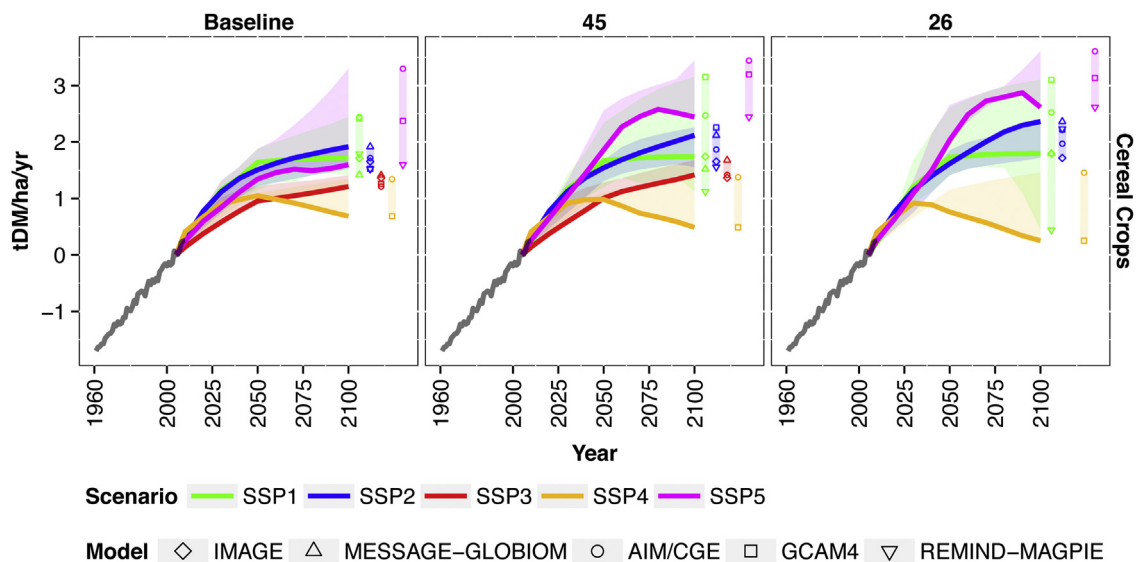 Baseline 45 26
tDM/ha/yr
3
2
1
0
−1
Cereal Crops
1960 2000 2025 2050 2075 2100 1960 2000 2025 2050 2075 2100 1960 2000 2025 2050 2075 2100
Year
Scenario SSP1 SSP2 SSP3 SSP4 SSP5
Model IMAGE MESSAGE−GLOBIOM AIM/CGE GCAM4 REMIND−MAGPIE